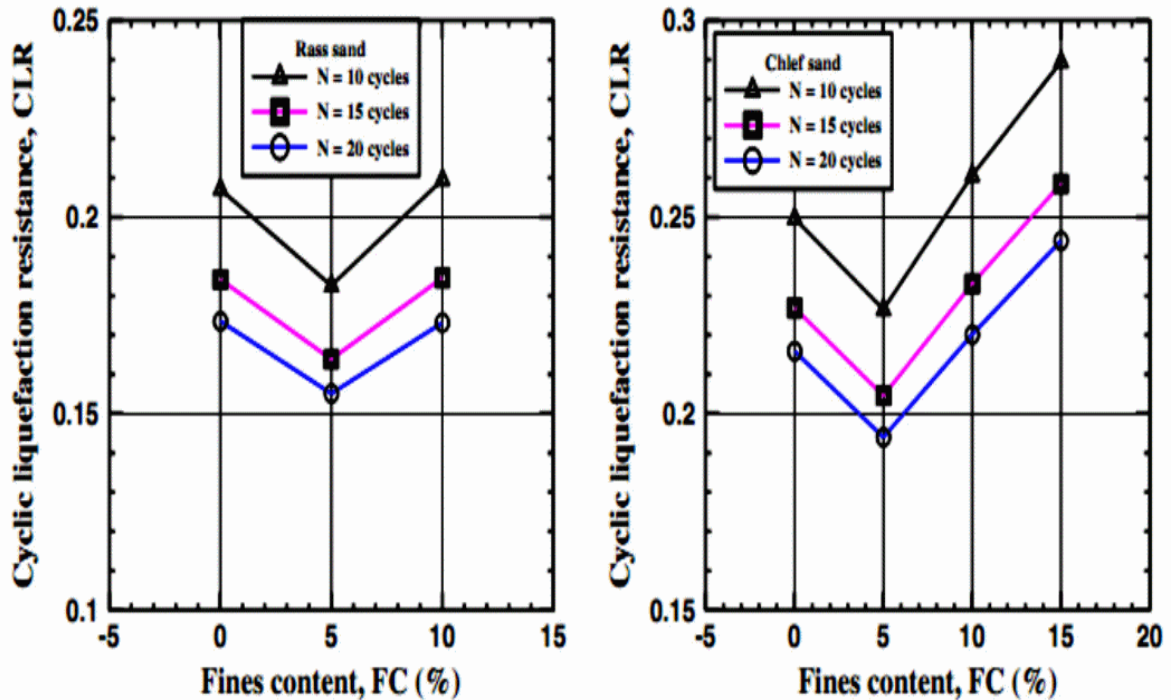 Cyclic liquefaction resistance, CLR
0.25
0.2
0.15
0.1
Rass sand
N = 10 cycles
N = 15 cycles
N = 20 cycles
-5 0 5 10 15
Fines content, FC (%)
Cyclic liquefaction resistance, CLR
0.3
0.25
0.2
0.15
Chlef sand
N = 10 cycles
N = 15 cycles
N = 20 cycles
-5 0 5 10 15 20
Fines content, FC (%)